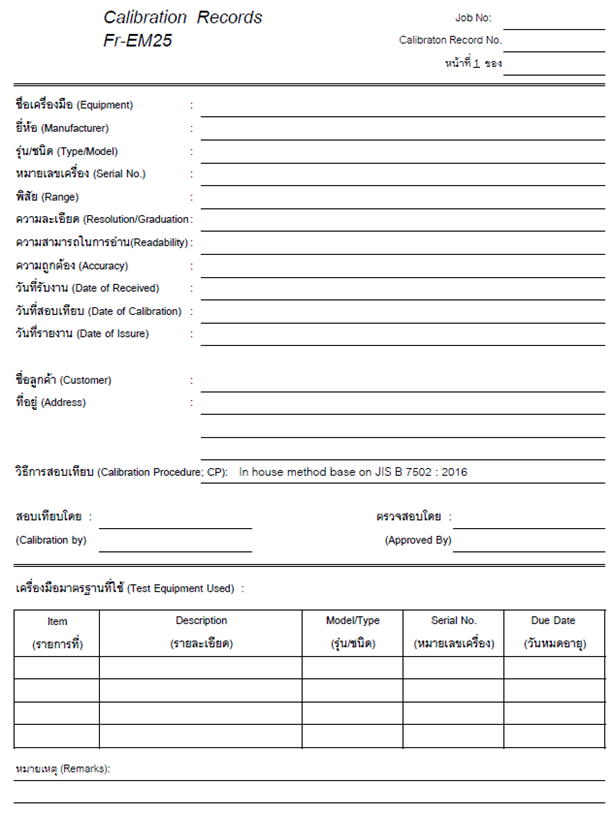 Calibration Records
Fr-EM25
Job No:
Calibraton Record No.
หน้าที่ 1 ของ
ชื่อเครื่องมือ (Equipment) :
ยี่ห้อ (Manufacturer) :
รุ่น/ชนิด (Type/Model) :
หมายเลขเครื่อง (Serial No.) :
พิสัย (Range) :
ความละเอียด (Resolution/Graduation :
ความสามารถในการอ่าน(Readability) :
ความถูกต้อง (Accuracy) :
วันที่รับงาน (Date of Received) :
วันที่สอบเทียบ (Date of Calibration) :
วันที่รายงาน (Date of Issure) :
ชื่อลูกค้า (Customer) :
ที่อยู่ (Address) :
วิธีการสอบเทียบ (Calibration Procedure; CP): In house method base on JIS B 7502 : 2016
สอบเทียบโดย : ตรวจสอบโดย :
(Calibration by) (Approved By)
เครื่องมือมาตรฐานที่ใช้ (Test Equipment Used) :
Item Description Model/Type Serial No. Due Date
(รายการที่) (รายละเอียด) (รุ่น/ชนิด) (หมายเลขเครื่อง) (วันหมดอายุ)
หมายเหตุ (Remarks):